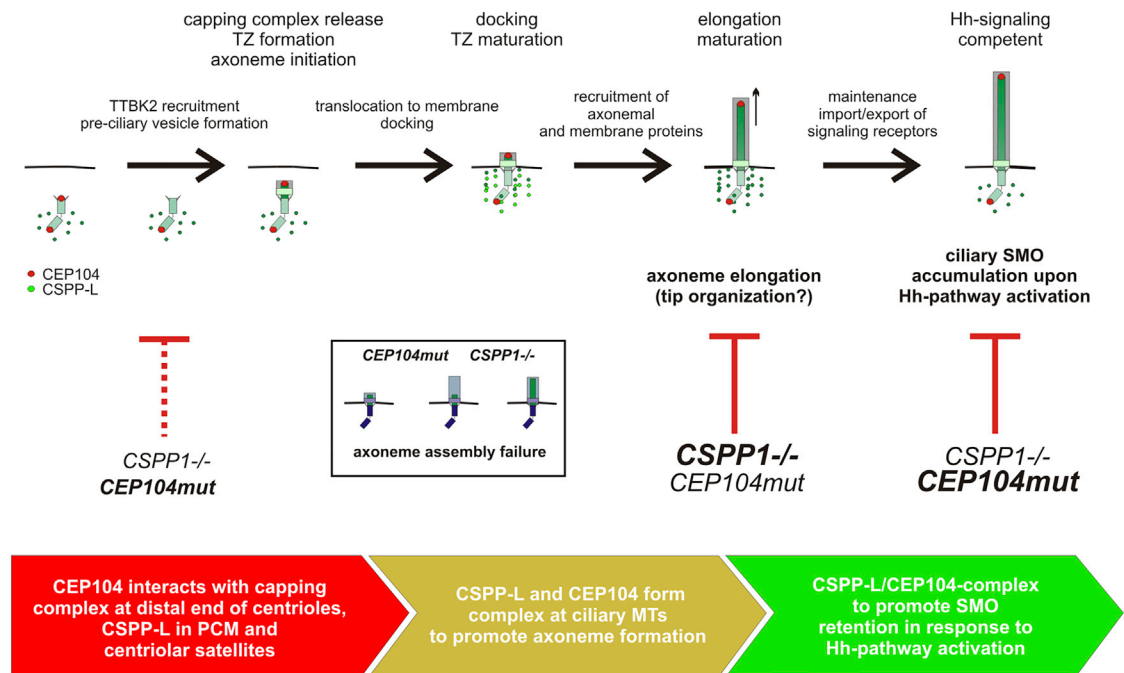 capping complex release
TZ formation
axoneme initiation
docking
TZ maturation
elongation
maturation
Hh-signaling
competent
TTBK2 recruitment
pre-ciliary vesicle formation
translocation to membrane
docking
recruitment of
axonemal
and membrane proteins
maintenance
import/export of
signaling receptors
CEP104
CSPP-L
axoneme elongation
(tip organization?)
ciliary SMO
accumulation upon
Hh-pathway activation
CEP104mut CSPP1-/-
axoneme assembly failure
CSPP1-/-
CEP104mut
CSPP1-/-
CEP104mut
CSPP1-/-
CEP104mut
CEP104 interacts with capping
complex at distal end of centrioles,
CSPP-L in PCM and
centriolar satellites
CSPP-L and CEP104 form
complex at ciliary MTs
to promote axoneme formation
CSPP-L/CEP104-complex
to promote SMO
retention in response to
Hh-pathway activation